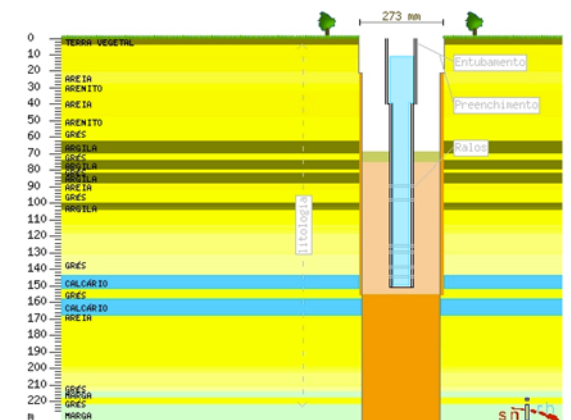 273 mm
0
TERRA VEGETAL
10
Entubamento
20
AREIA
30
ARENITO
40
AREIA
Preenchimento
50
ARENITO
60
GRÉS
70
ARGILA
Ralos
GRÉS
80
ARGILA
ARGILA
90
AREIA
GRÉS
100
ARGILA
110
litologia
120
130
140
GRÉS
150
CALCÁRIO
160
GRÉS
CALCÁRIO
170
AREIA
180
190
200
210
GRÉS
MARGA
220
GRÉS
m
MARGA
snirh